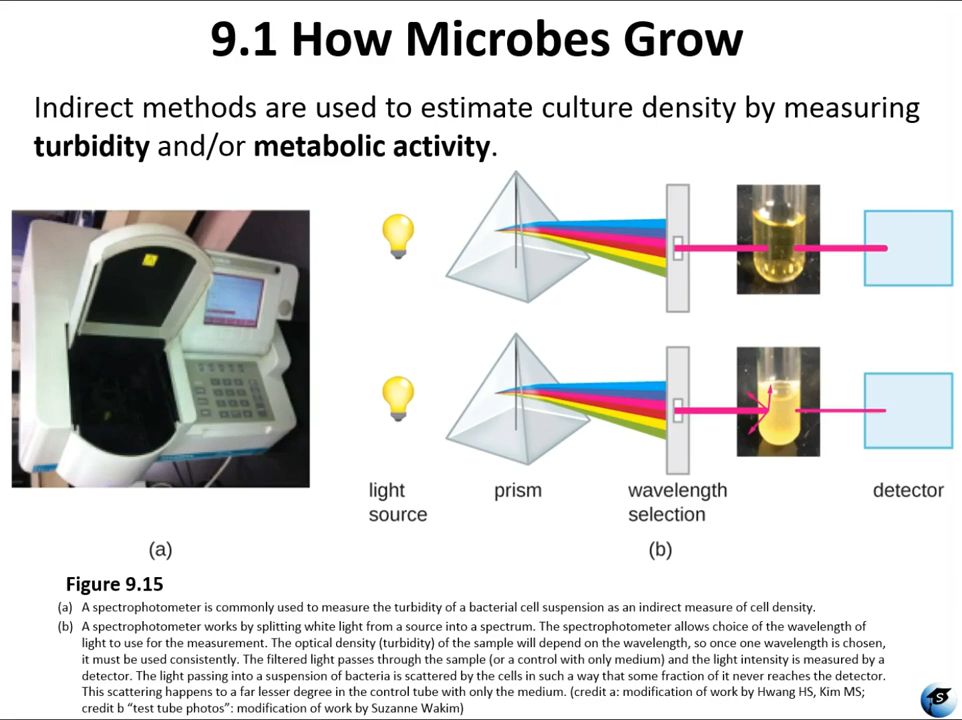 9.1 How Microbes Grow
Indirect methods are used to estimate culture density by measuring
turbidity and/or metabolic activity.
light
source
prism
wavelength
selection
detector
(a)
(b)
Figure 9.15
(a) A spectrophotometer is commonly used to measure the turbidity of a bacterial cell suspension as an indirect measure of cell density.
(b) A spectrophotometer works by splitting white light from a source into a spectrum. The spectrophotometer allows choice of the wavelength of
light to use for the measurement. The optical density (turbidity) of the sample will depend on the wavelength, so once one wavelength is chosen,
it must be used consistently. The filtered light passes through the sample (or a control with only medium) and the light intensity is measured by a
detector. The light passing into a suspension of bacteria is scattered by the cells in such a way that some fraction of it never reaches the detector.
This scattering happens to a far lesser degree in the control tube with only the medium. (credit a: modification of work by Hwang HS, Kim MS;
credit b “test tube photos”: modification of work by Suzanne Wakim)
S